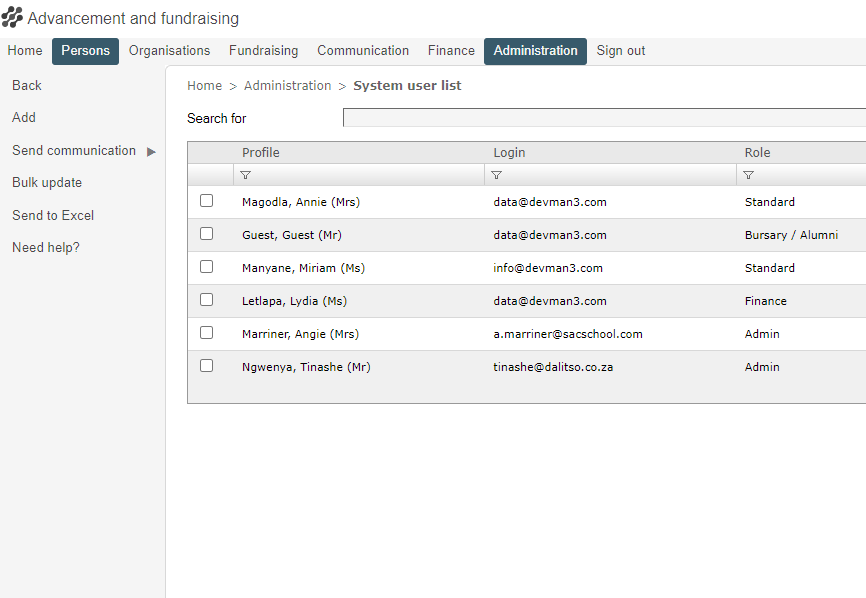 Advancement and fundraising
Home Persons Organisations Fundraising Communication Finance Administration Sign out
Back
Add
Send communication ▶
Bulk update
Send to Excel
Need help?
Home > Administration > System user list
Search for
Profile Login Role
Magodla, Annie (Mrs) data@devman3.com Standard
Guest, Guest (Mr) data@devman3.com Bursary / Alumni
Manyane, Miriam (Ms) info@devman3.com Standard
Letlapa, Lydia (Ms) data@devman3.com Finance
Marriner, Angie (Mrs) a.marriner@sacschool.com Admin
Ngwenya, Tinashe (Mr) tinashe@dalitso.co.za Admin